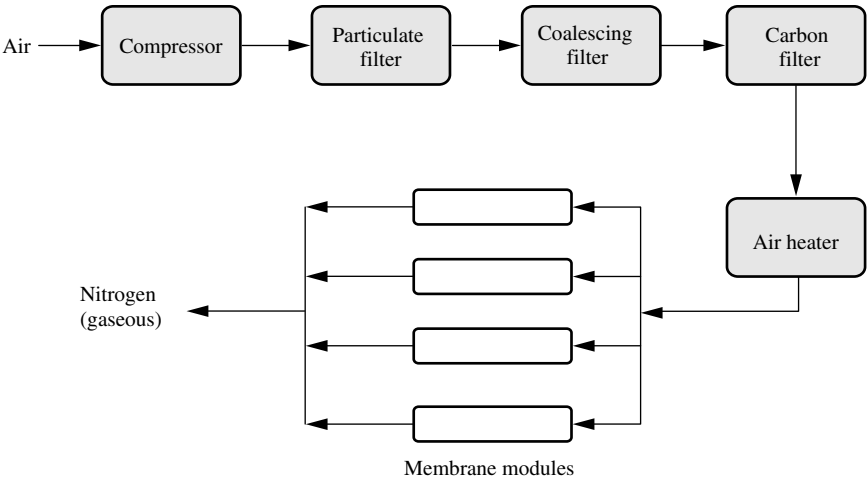 Air
Compressor
Particulate
filter
Coalescing
filter
Carbon
filter
Air heater
Nitrogen
(gaseous)
Membrane modules